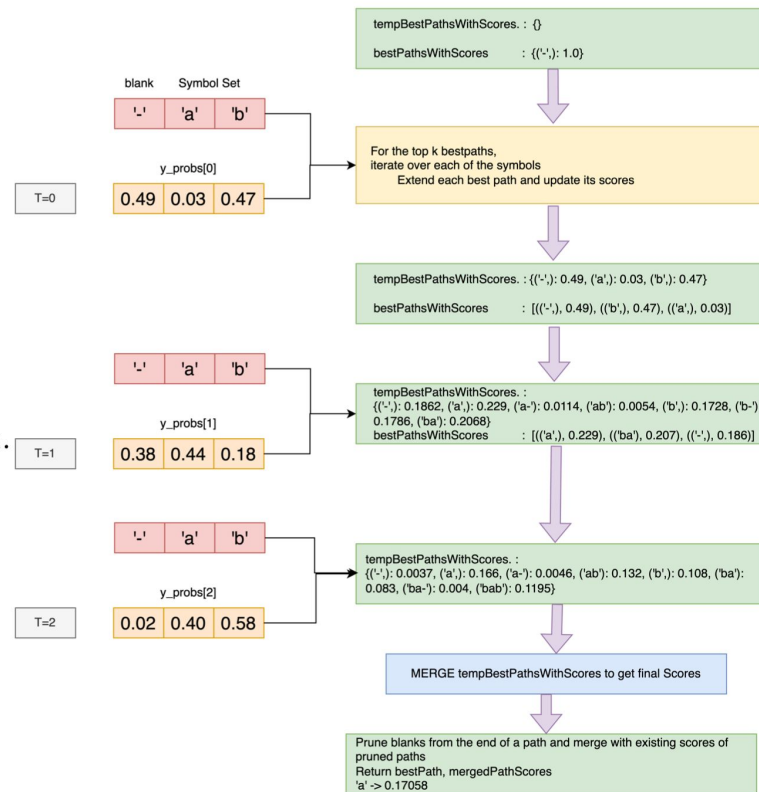 tempBestPathsWithScores. : {}
bestPathsWithScores : {('-',): 1.0}
blank Symbol Set
'-' 'a' 'b'
y_probs[0]
T=0
0.49 0.03 0.47
For the top k bestpaths,
iterate over each of the symbols
Extend each best path and update its scores
tempBestPathsWithScores. : {('-',): 0.49, ('a',): 0.03, ('b',): 0.47}
bestPathsWithScores : [(('-',), 0.49), (('b',), 0.47), (('a',), 0.03)]
'-' 'a' 'b'
y_probs[1]
T=1
0.38 0.44 0.18
tempBestPathsWithScores. :
{('-',): 0.1862, ('a',): 0.229, ('a-'): 0.0114, ('ab'): 0.0054, ('b',): 0.1728, ('b-')
0.1786, ('ba'): 0.2068}
bestPathsWithScores : [(('a',), 0.229), (('ba'), 0.207), (('-',), 0.186)]
'-' 'a' 'b'
y_probs[2]
T=2
0.02 0.40 0.58
tempBestPathsWithScores. :
{('-',): 0.0037, ('a',): 0.166, ('a-'): 0.0046, ('ab'): 0.132, ('b',): 0.108, ('ba'):
0.083, ('ba-'): 0.004, ('bab'): 0.1195}
MERGE tempBestPathsWithScores to get final Scores
Prune blanks from the end of a path and merge with existing scores of
pruned paths
Return bestPath, mergedPathScores
'a' -> 0.17058